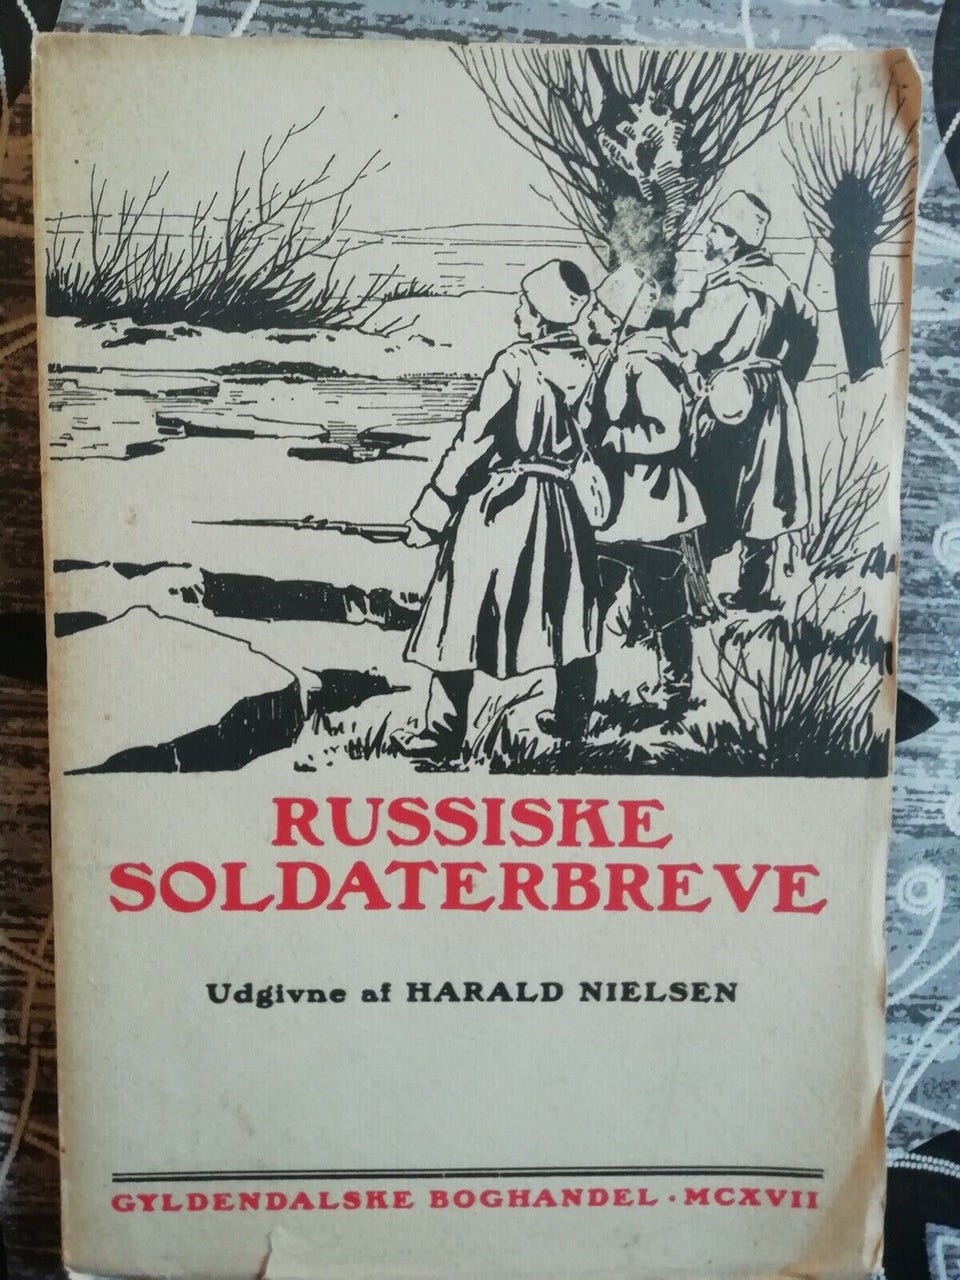 RUSSISKE
SOLDATERBREVE
Udgivne af HARALD NIELSEN
GYLDENDALSKE BOGHANDEL · MCXVII